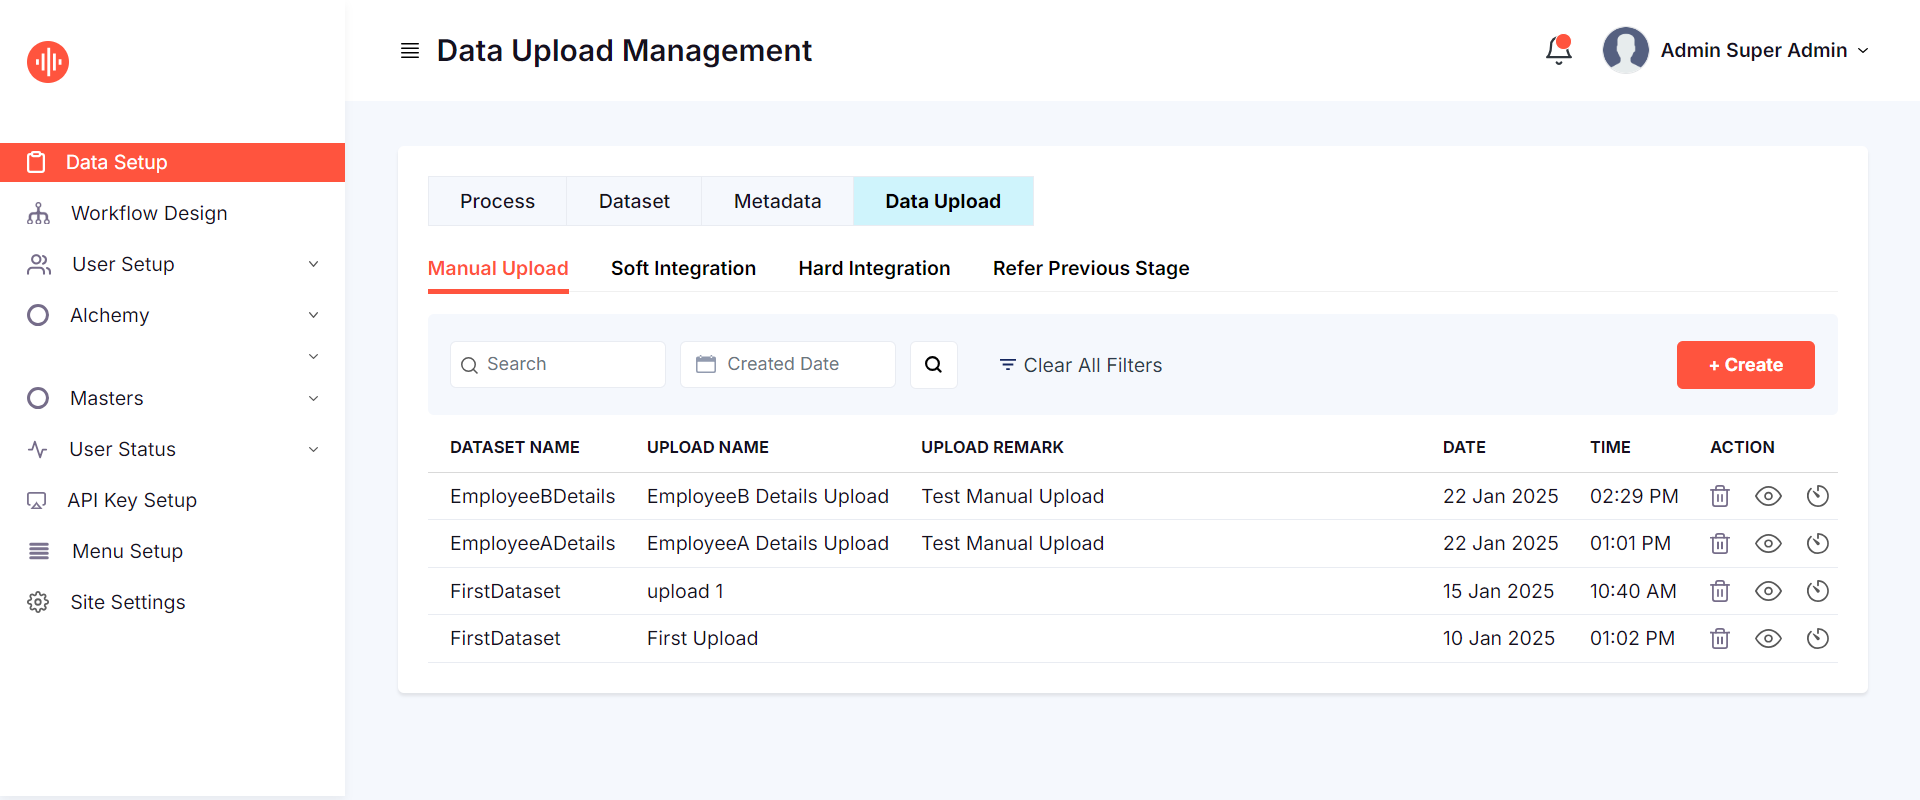 Data Upload Management
Admin Super Admin
Data Setup
Workflow Design
User Setup
Alchemy
Masters
User Status
API Key Setup
Menu Setup
Site Settings
Process Dataset Metadata Data Upload
Manual Upload Soft Integration Hard Integration Refer Previous Stage
Search Created Date Clear All Filters + Create
DATASET NAME UPLOAD NAME UPLOAD REMARK DATE TIME ACTION
EmployeeBDetails EmployeeB Details Upload Test Manual Upload 22 Jan 2025 02:29 PM
EmployeeADetails EmployeeA Details Upload Test Manual Upload 22 Jan 2025 01:01 PM
FirstDataset upload 1 15 Jan 2025 10:40 AM
FirstDataset First Upload 10 Jan 2025 01:02 PM